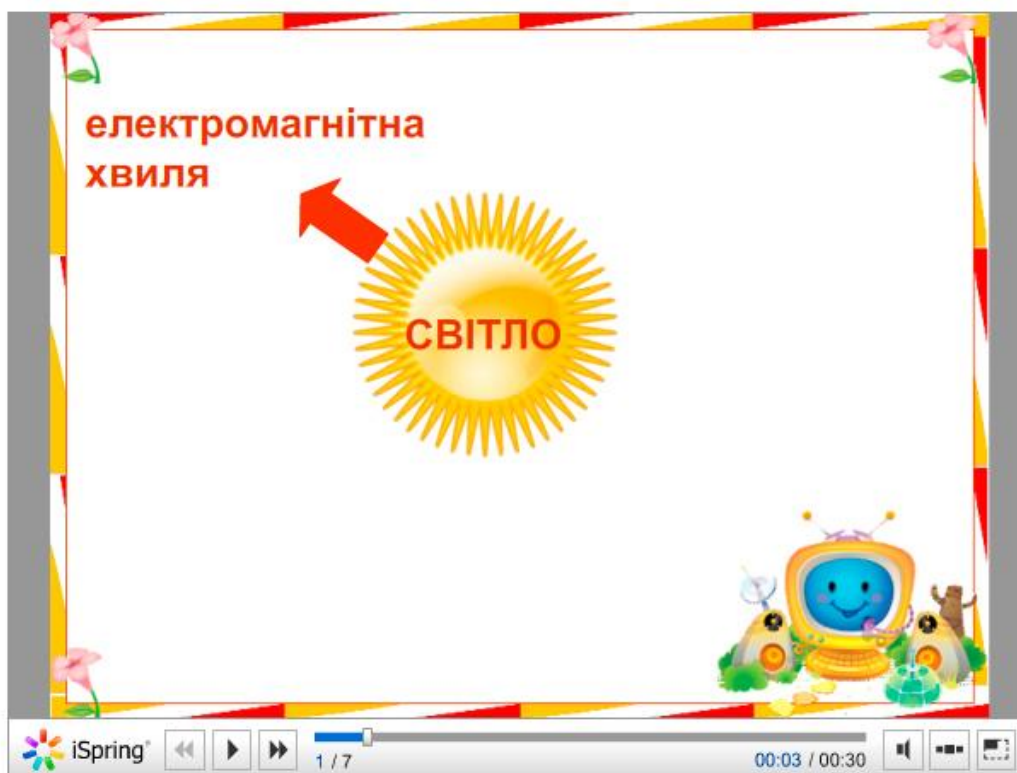 електромагнітна
хвиля
СВІТЛО
iSpring
1 / 7
00:03 / 00:30